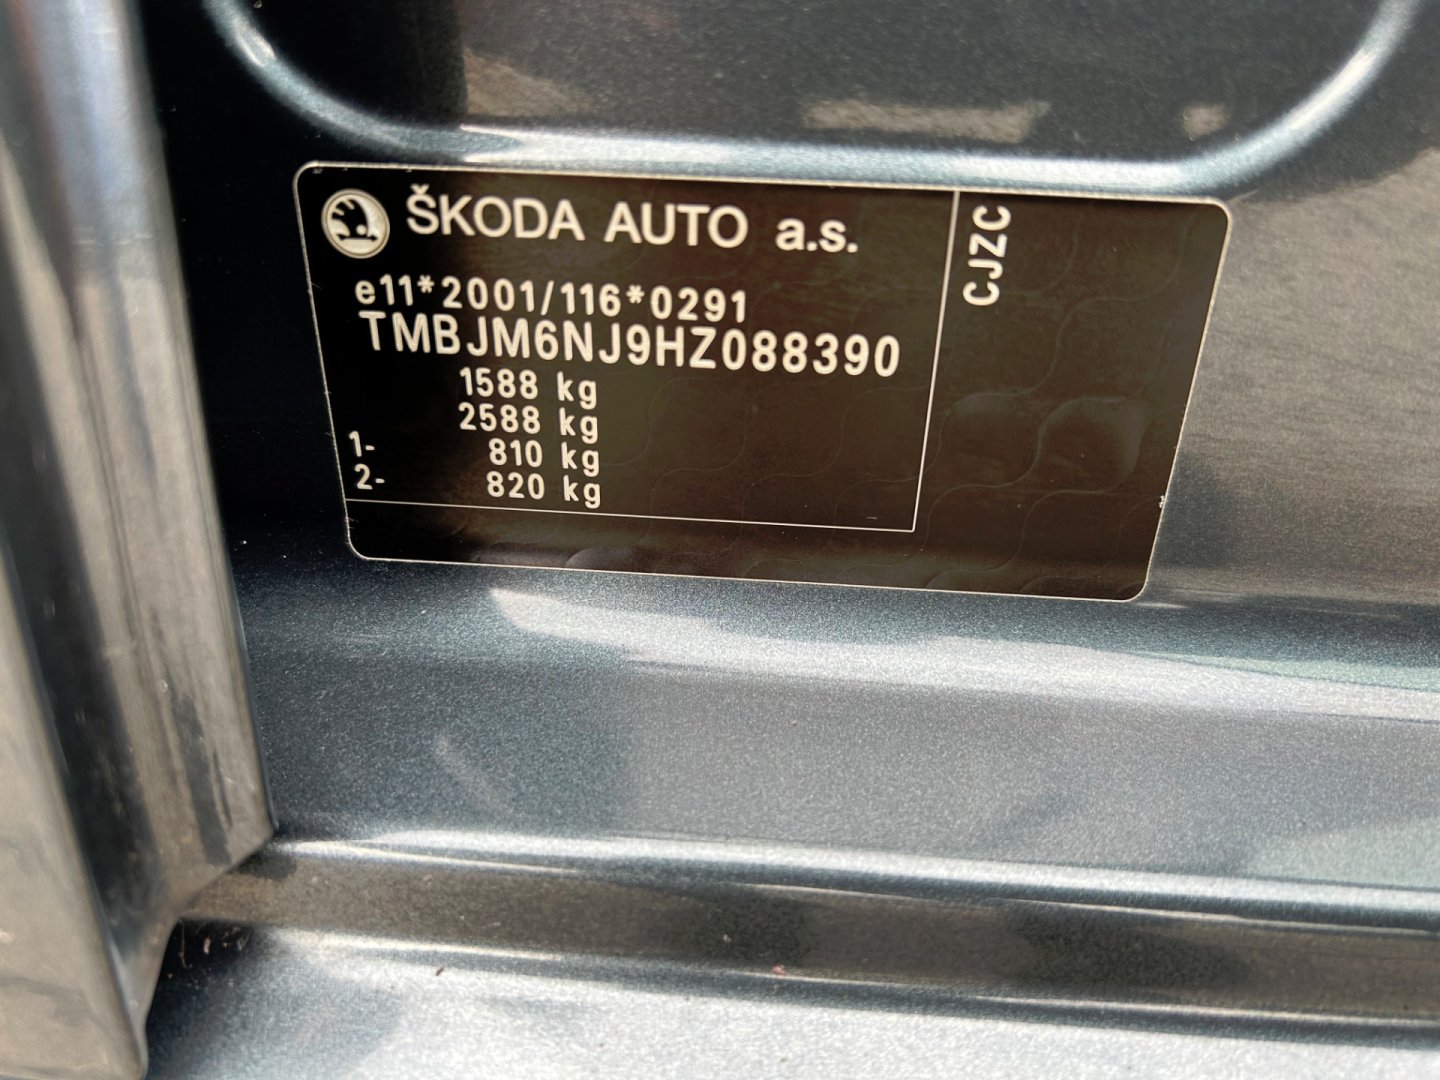 ŠKODA AUTO a.s.
e11*2001/116*0291
TMBJM6NJ9HZ088390
1588 kg
2588 kg
1- 810 kg
2- 820 kg
CJZC